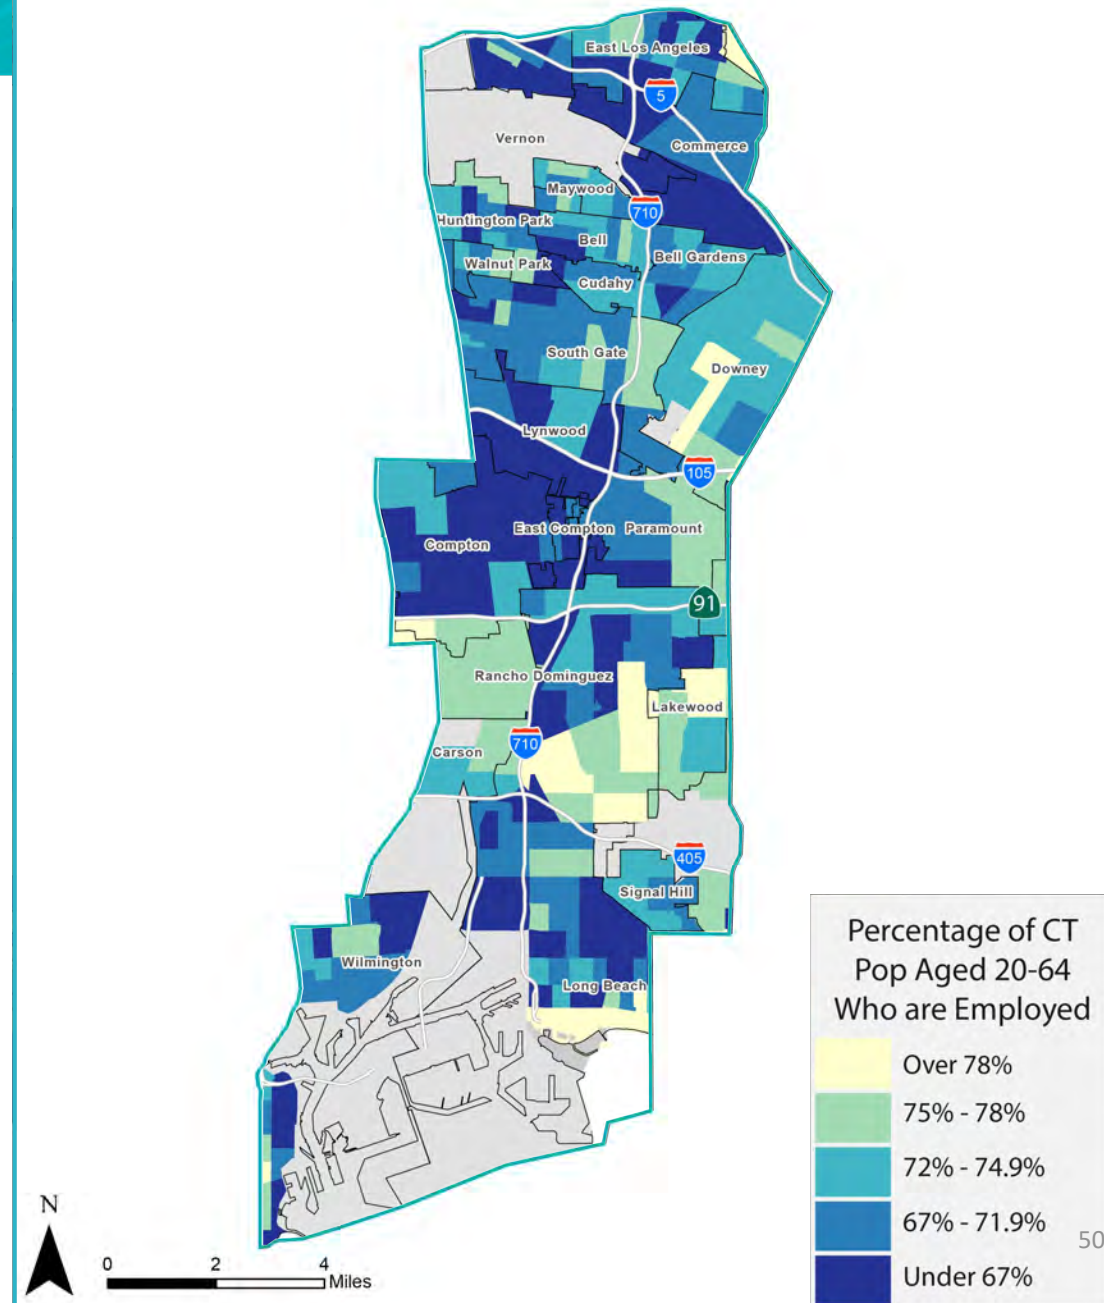 East Los Angeles
5
Vernon
Commerce
Maywood
710
Huntington Park
Bell
Walnut Park
Bell Gardens
Cudahy
South Gate
Downey
Lynwood
105
East Compton
Paramount
Compton
91
Rancho Dominguez
Lakewood
710
Carson
405
Signal Hill
Wilmington
Long Beach
Percentage of CT
Pop Aged 20-64
Who are Employed
Over 78%
75% - 78%
72% - 74.9%
67% - 71.9%
Under 67%
50
N
0 2 4
Miles